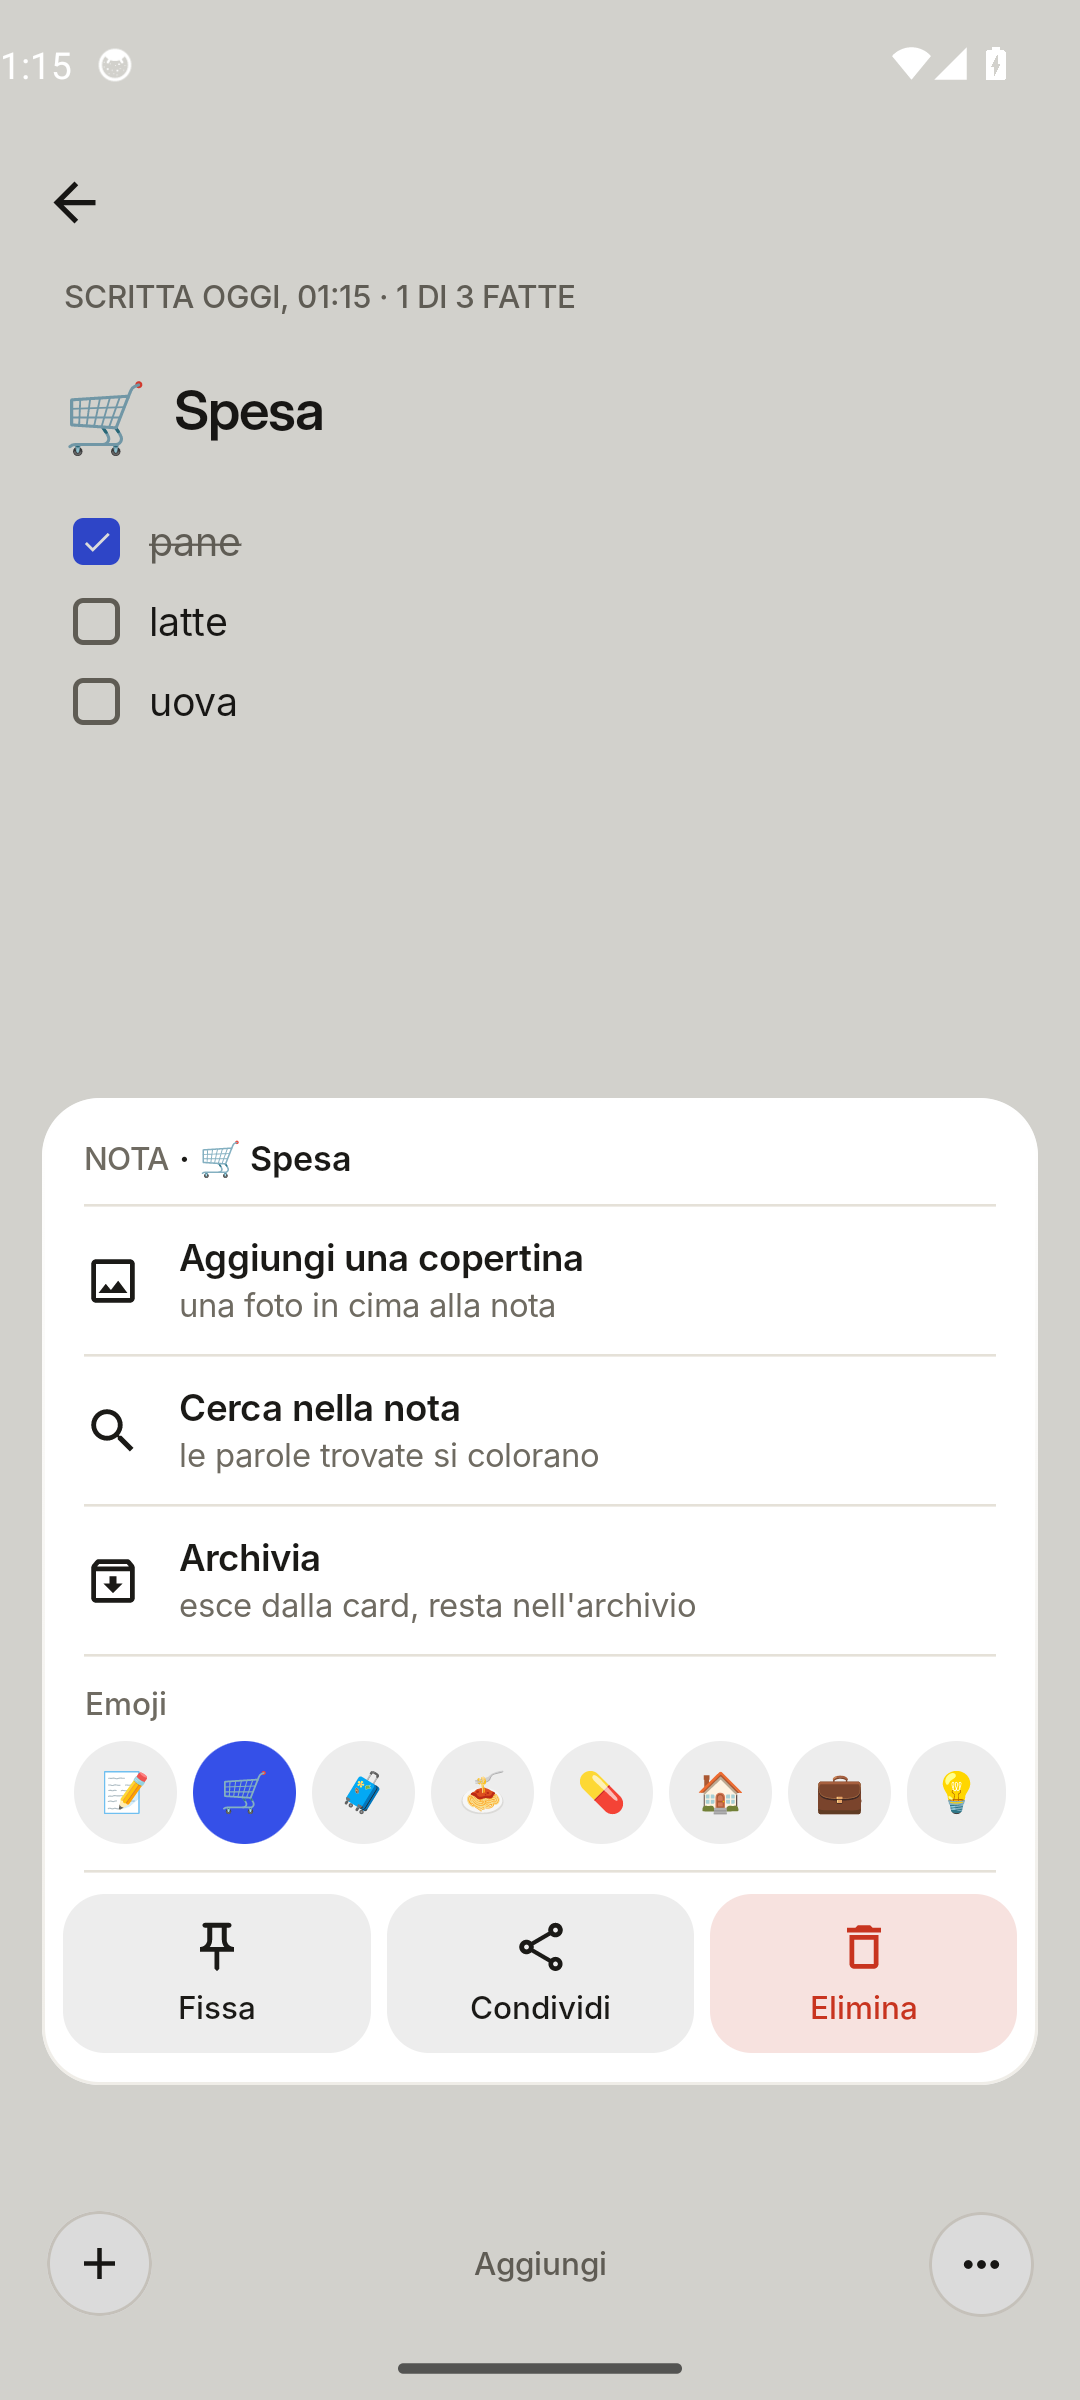 1:15
SCRITTA OGGI, 01:15 · 1 DI 3 FATTE
🛒 Spesa
pane
latte
uova
NOTA · 🛒 Spesa
Aggiungi una copertina
una foto in cima alla nota
Cerca nella nota
le parole trovate si colorano
Archivia
esce dalla card, resta nell'archivio
Emoji
Fissa Condividi Elimina
Aggiungi